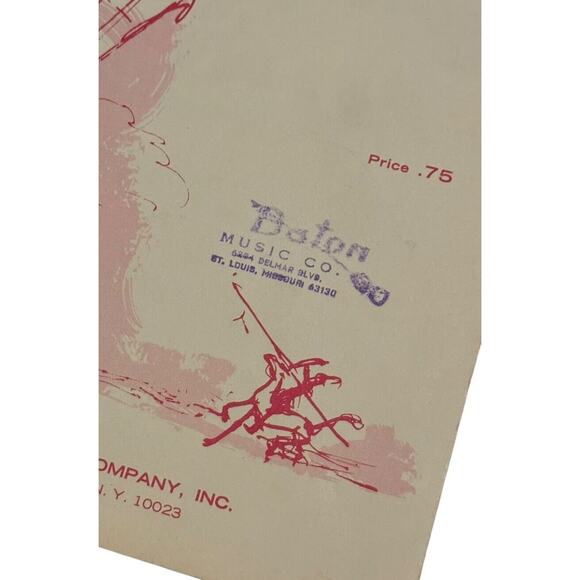 Price .75
Baton
MUSIC CO.
6394 DELMAR BLVD.
ST. LOUIS, MISSOURI 63130
OMPANY, INC.
N. Y. 10023